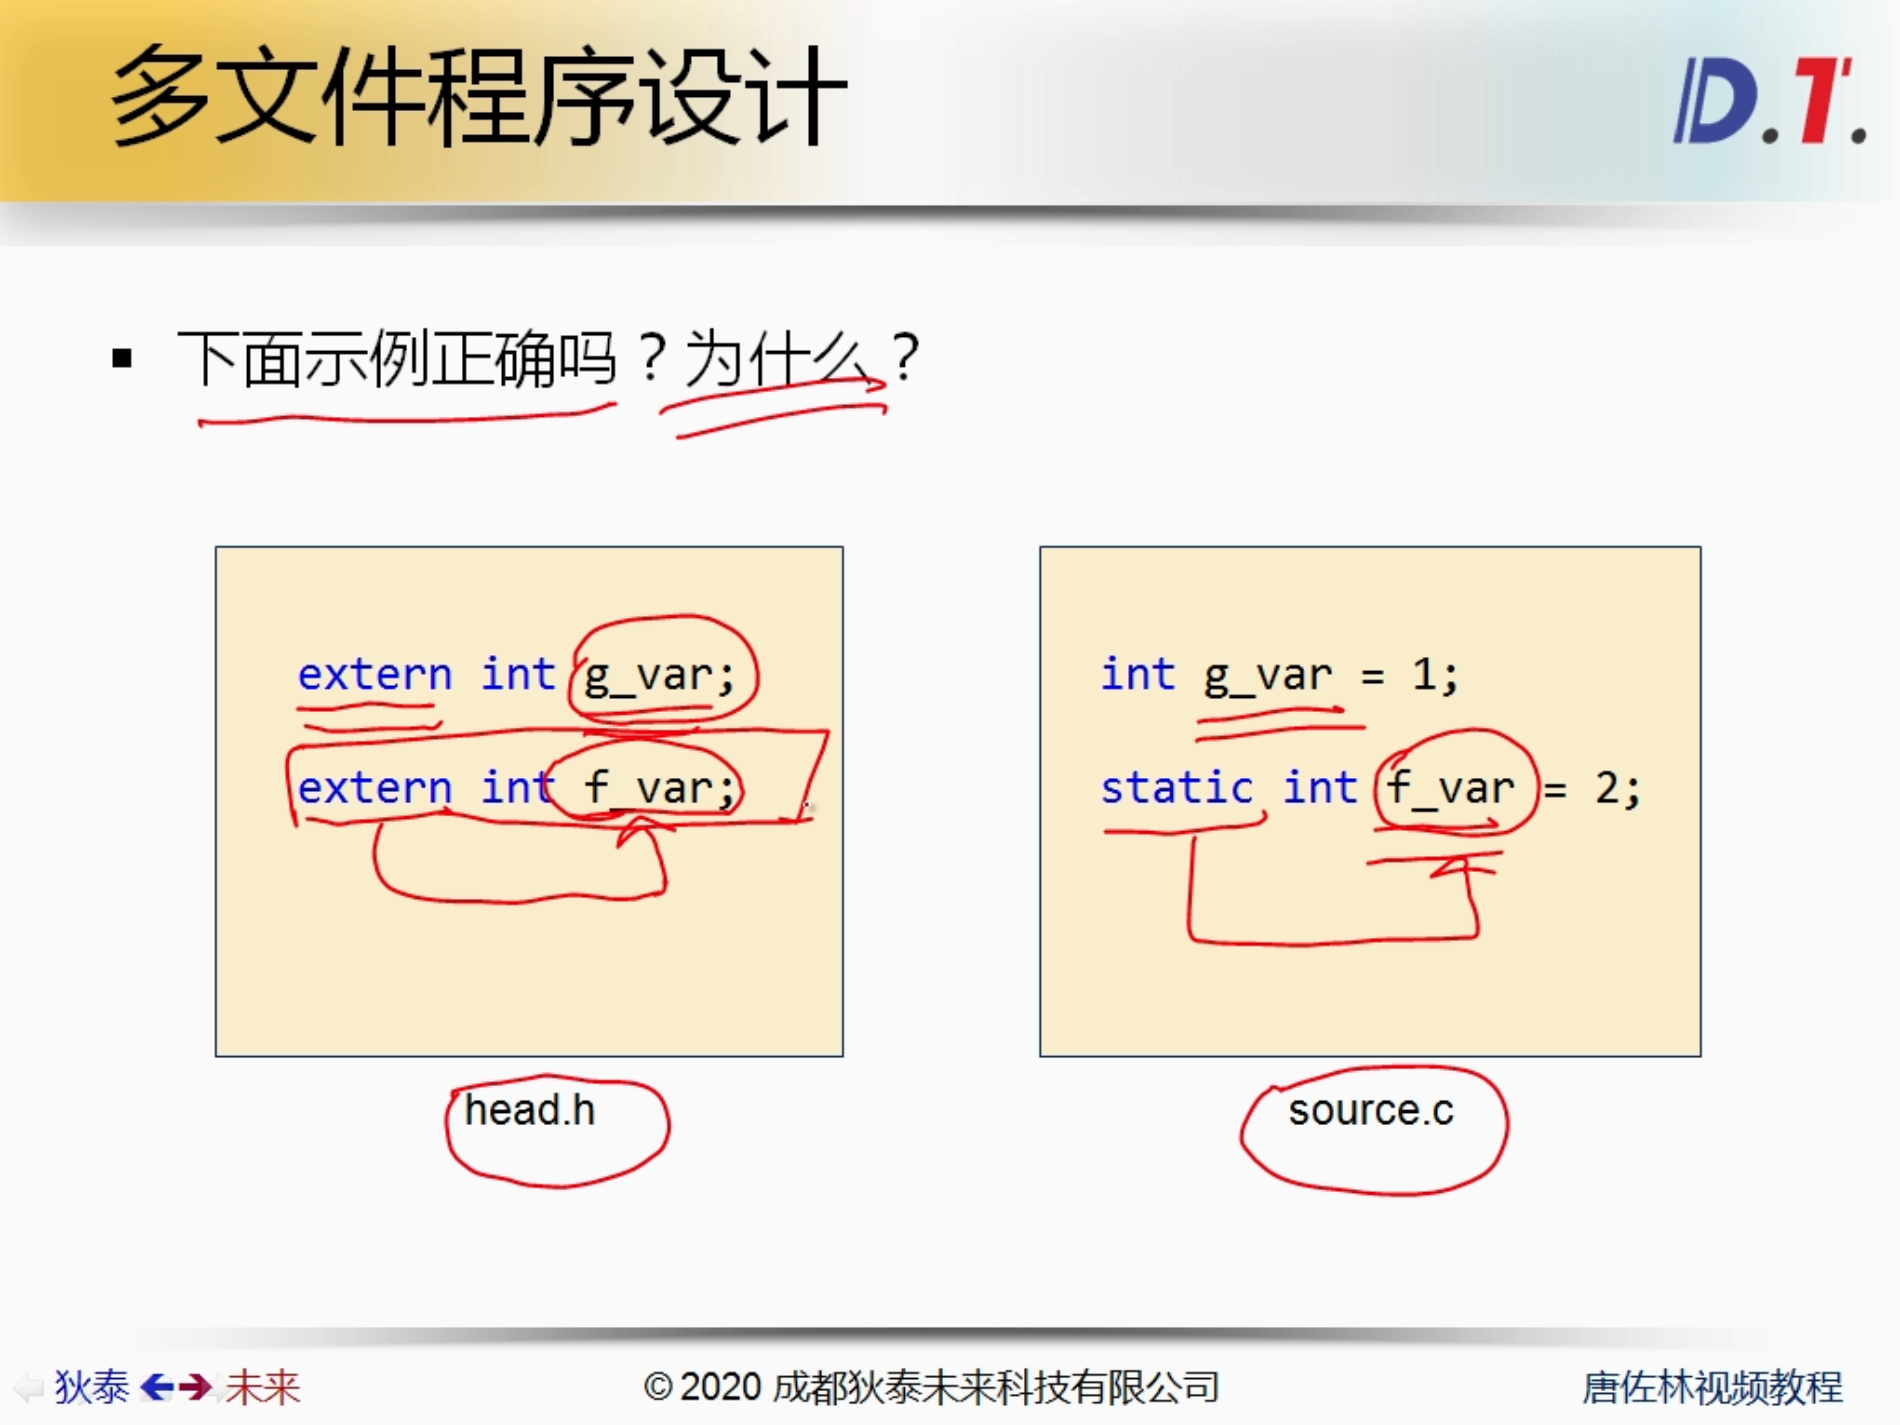 多文件程序设计
D.T.
▪ 下面示例正确吗？为什么？
extern int g_var;
extern int f_var;
int g_var = 1;
static int f_var = 2;
head.h
source.c
狄泰 未来
© 2020 成都狄泰未来科技有限公司
唐佐林视频教程